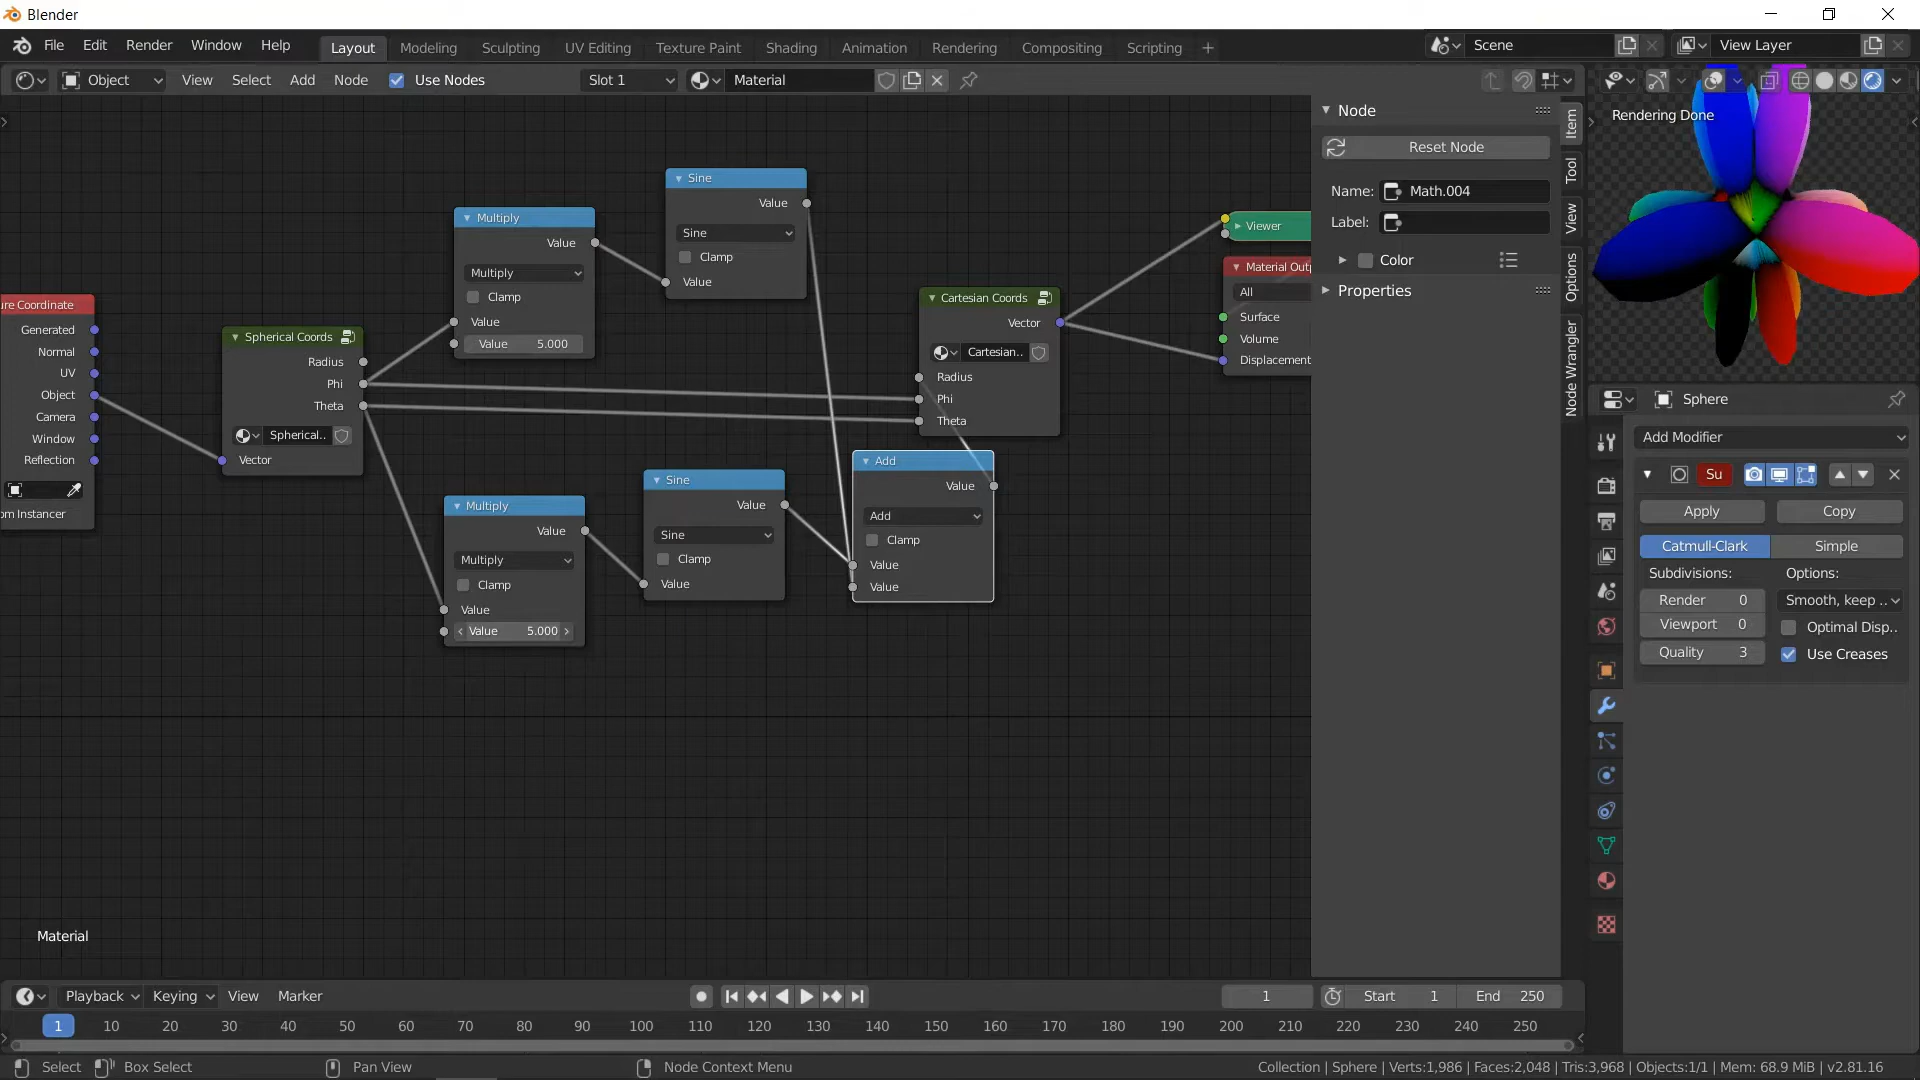 Blender
File Edit Render Window Help Layout Modeling Sculpting UV Editing Texture Paint Shading Animation Rendering Compositing Scripting + Scene View Layer
Object View Select Add Node Use Nodes Slot 1 Material
Rendering Done
Node
Reset Node
Name: Math.004
Label:
Color
Properties
Item
Tool
View
Options
Node Wrangler
ure Coordinate
Generated
Normal
UV
Object
Camera
Window
Reflection
om Instancer
Spherical Coords
Radius
Phi
Theta
Spherical..
Vector
Multiply
Value
Multiply
Clamp
Value
Value 5.000
Sine
Value
Sine
Clamp
Value
Multiply
Value
Multiply
Clamp
Value
Value 5.000
Sine
Value
Sine
Clamp
Value
Add
Value
Add
Clamp
Value
Value
Cartesian Coords
Vector
Cartesian..
Radius
Phi
Theta
Viewer
Material Outp
All
Surface
Volume
Displacement
Sphere
Add Modifier
Su
Apply Copy
Catmull-Clark Simple
Subdivisions: Options:
Render 0 Smooth, keep ..
Viewport 0 Optimal Disp..
Quality 3 Use Creases
Material
Playback Keying View Marker 1 Start 1 End 250
1 10 20 30 40 50 60 70 80 90 100 110 120 130 140 150 160 170 180 190 200 210 220 230 240 250
Select Box Select Pan View Node Context Menu Collection | Sphere | Verts:1,986 | Faces:2,048 | Tris:3,968 | Objects:1/1 | Mem: 68.9 MiB | v2.81.16